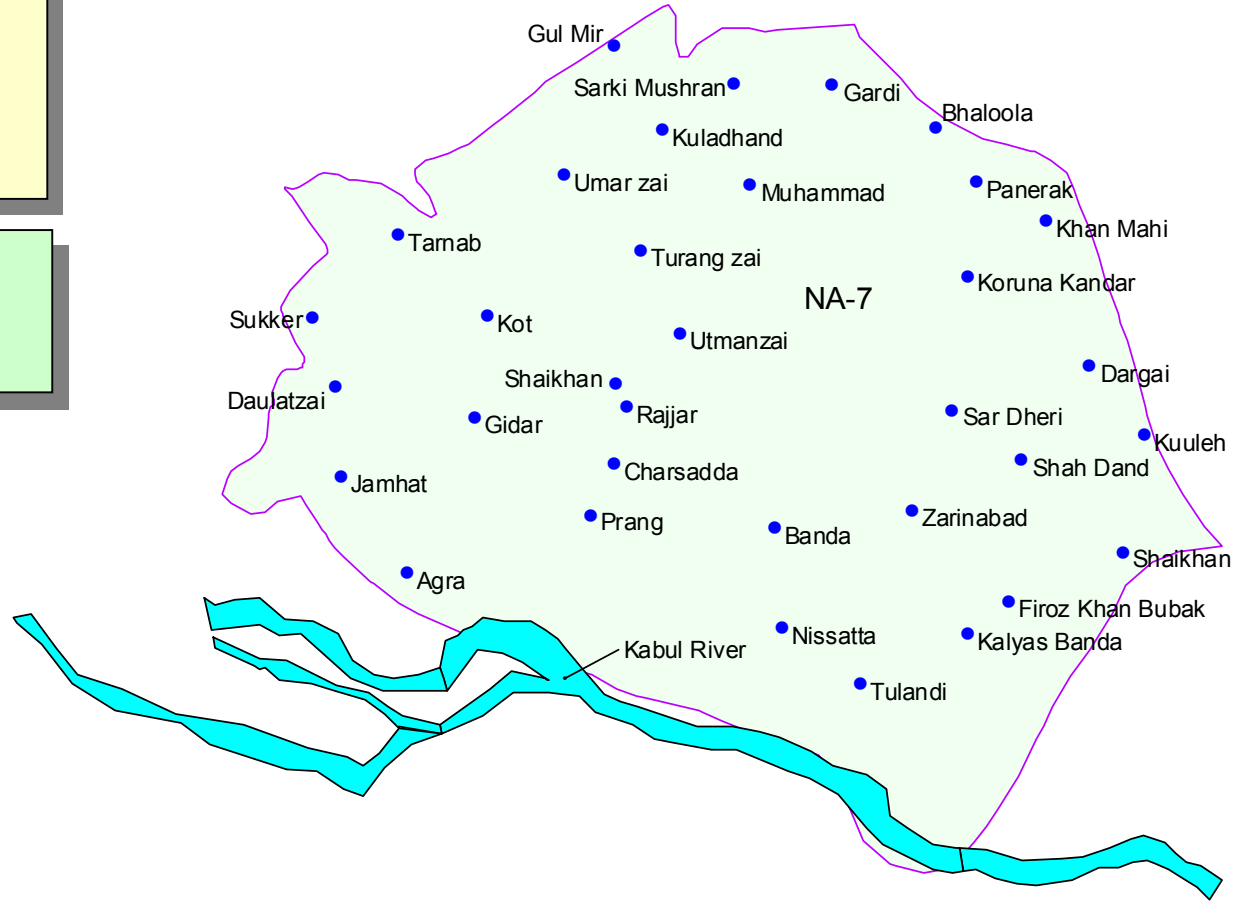 Gul Mir
Sarki Mushran
Gardi
Bhaloola
Kuladhand
Umar zai
Muhammad
Panerak
Khan Mahi
Tarnab
Turang zai
Koruna Kandar
NA-7
Sukker
Kot
Utmanzai
Shaikhan
Dargai
Daulatzai
Rajjar
Sar Dheri
Gidar
Kuuleh
Charsadda
Shah Dand
Jamhat
Prang
Zarinabad
Banda
Shaikhan
Agra
Firoz Khan Bubak
Nissatta
Kalyas Banda
Kabul River
Tulandi